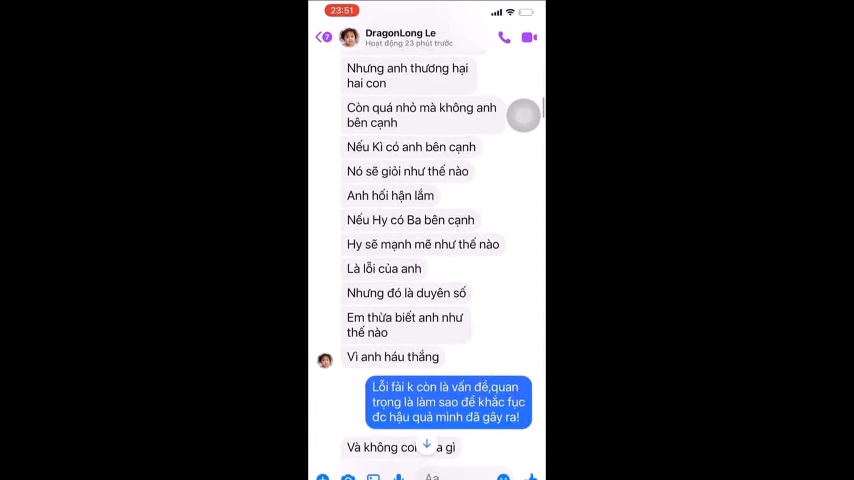 23:51
7
DragonLong Le
Hoạt động 23 phút trước
Nhưng anh thương hại
hai con
Còn quá nhỏ mà không anh
bên cạnh
Nếu Kì có anh bên cạnh
Nó sẽ giỏi như thế nào
Anh hối hận lắm
Nếu Hy có Ba bên cạnh
Hy sẽ mạnh mẽ như thế nào
Là lỗi của anh
Nhưng đó là duyên số
Em thừa biết anh như
thế nào
Vì anh háu thắng
Lỗi fải k còn là vấn đề,quan
trọng là làm sao để khắc fục
đc hậu quả mình đã gây ra!
Và không gì
Aa